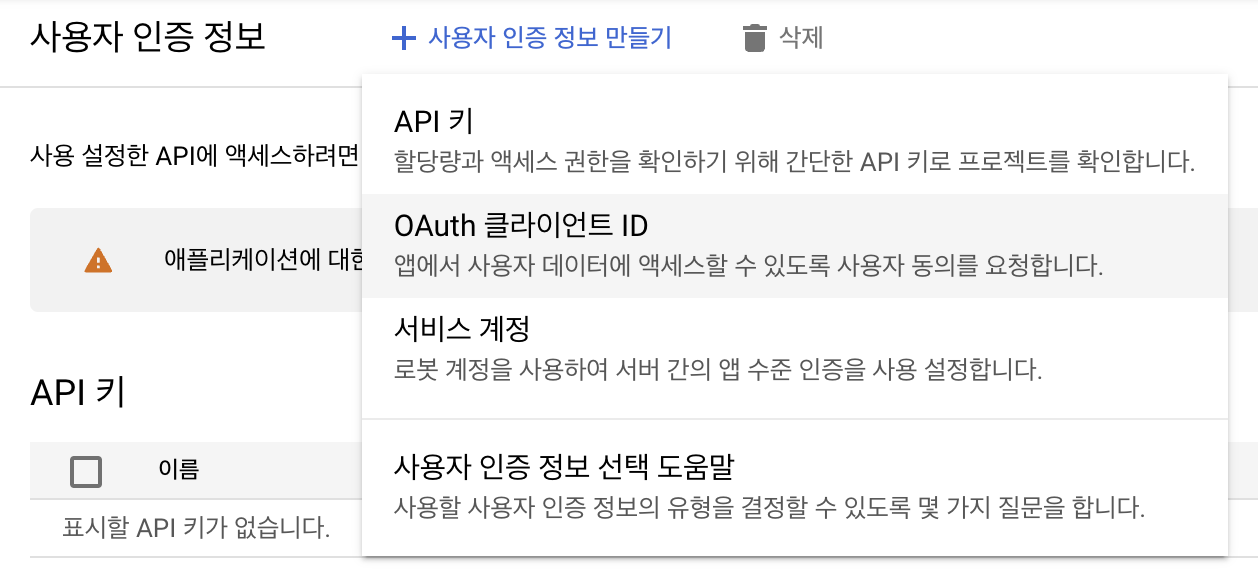 사용자 인증 정보
사용자 인증 정보 만들기
삭제
API 키
할당량과 액세스 권한을 확인하기 위해 간단한 API 키로 프로젝트를 확인합니다.
OAuth 클라이언트 ID
앱에서 사용자 데이터에 액세스할 수 있도록 사용자 동의를 요청합니다.
서비스 계정
로봇 계정을 사용하여 서버 간의 앱 수준 인증을 사용 설정합니다.
사용자 인증 정보 선택 도움말
사용할 사용자 인증 정보의 유형을 결정할 수 있도록 몇 가지 질문을 합니다.
사용 설정한 API에 액세스하려면
애플리케이션에 대한
API 키
이름
표시할 API 키가 없습니다.